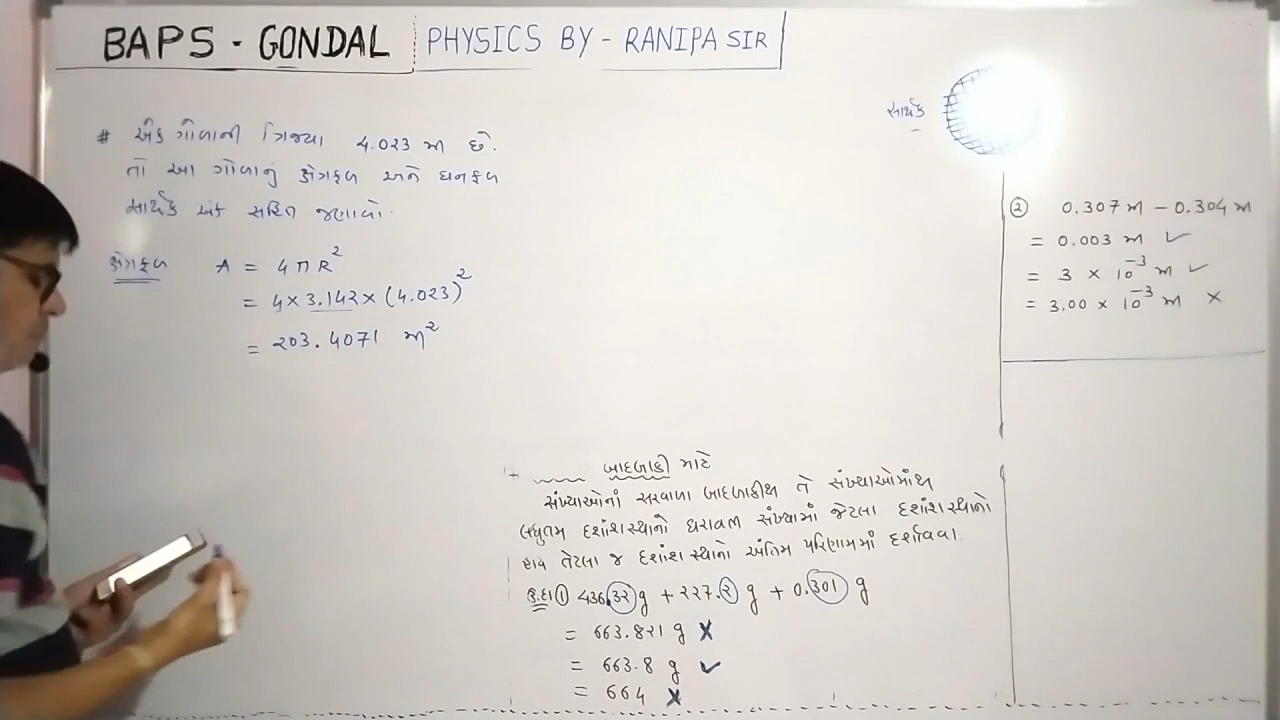 BAPS - GONDAL PHYSICS BY - RANIPA SIR
# એક ગોળાની ત્રિજ્યા 4.023 m છે.
તો આ ગોળાનું ક્ષેત્રફળ અને ઘનફળ
સાર્થક અંક સહિત જણાવો.
ક્ષેત્રફળ A = 4πR²
= 4 × 3.142 × (4.023)²
= 203.4071 m²
સાર્થક
② 0.307 m - 0.304 m
= 0.003 m ✓
= 3 × 10⁻³ m ✓
= 3.00 × 10⁻³ m ×
+ બાદબાકી માટે
સંખ્યાઓનાં સરવાળા બાદબાકીથ તે સંખ્યાઓમાંથ
લઘુતમ દશાંશસ્થાનો ધરાવત સંખ્યામાં જેટલા દશાંશસ્થાનો
હોય તેટલા જ દશાંશ સ્થાનો અંતિમ પરિણામમાં દર્શાવવા.
ઉ.દા ① 436.32 g + 227.2 g + 0.301 g
= 663.821 g ×
= 663.8 g ✓
= 664 ×